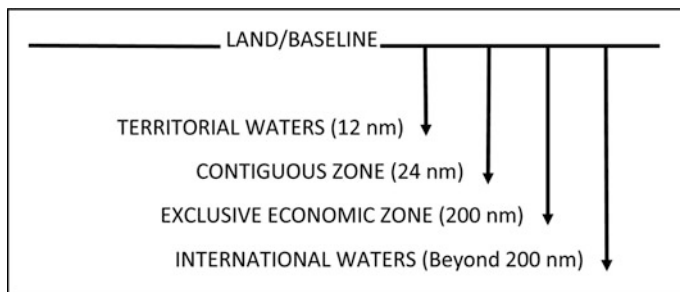 LAND/BASELINE
TERRITORIAL WATERS (12 nm)
CONTIGUOUS ZONE (24 nm)
EXCLUSIVE ECONOMIC ZONE (200 nm)
INTERNATIONAL WATERS (Beyond 200 nm)